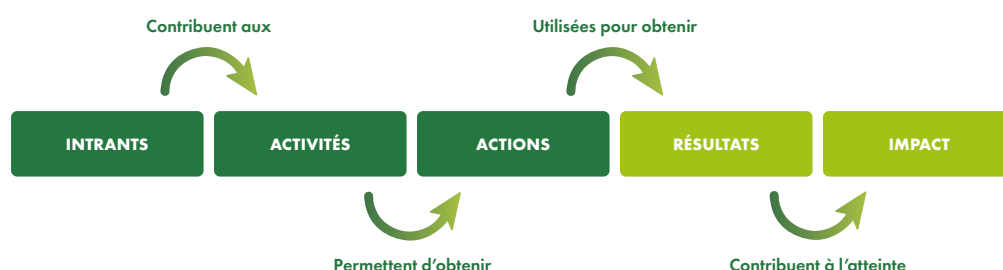 Contribuent aux
Utilisées pour obtenir
INTRANTS
ACTIVITÉS
ACTIONS
RÉSULTATS
IMPACT
Permettent d'obtenir
Contribuent à l'atteinte